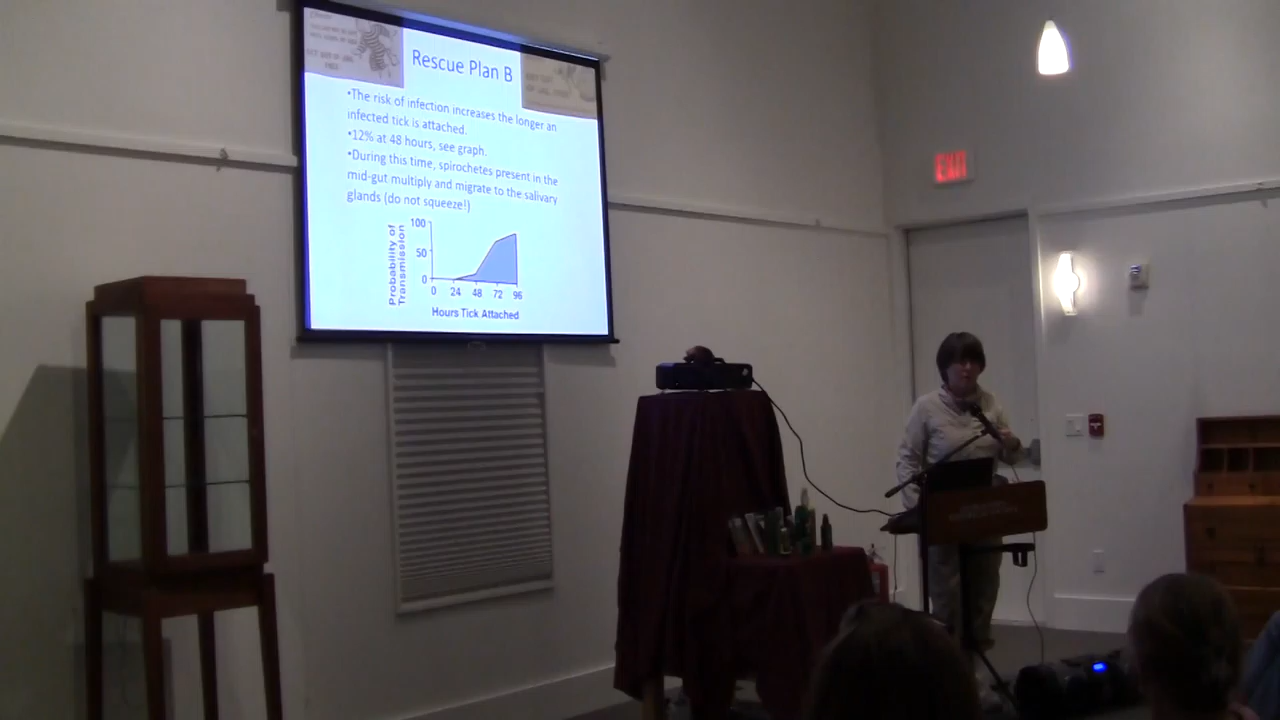 Rescue Plan B
•The risk of infection increases the longer an
infected tick is attached.
•12% at 48 hours, see graph.
•During this time, spirochetes present in the
mid-gut multiply and migrate to the salivary
glands (do not squeeze!)
Probability of
Transmission
100
50
0
0 24 48 72 96
Hours Tick Attached
EXIT